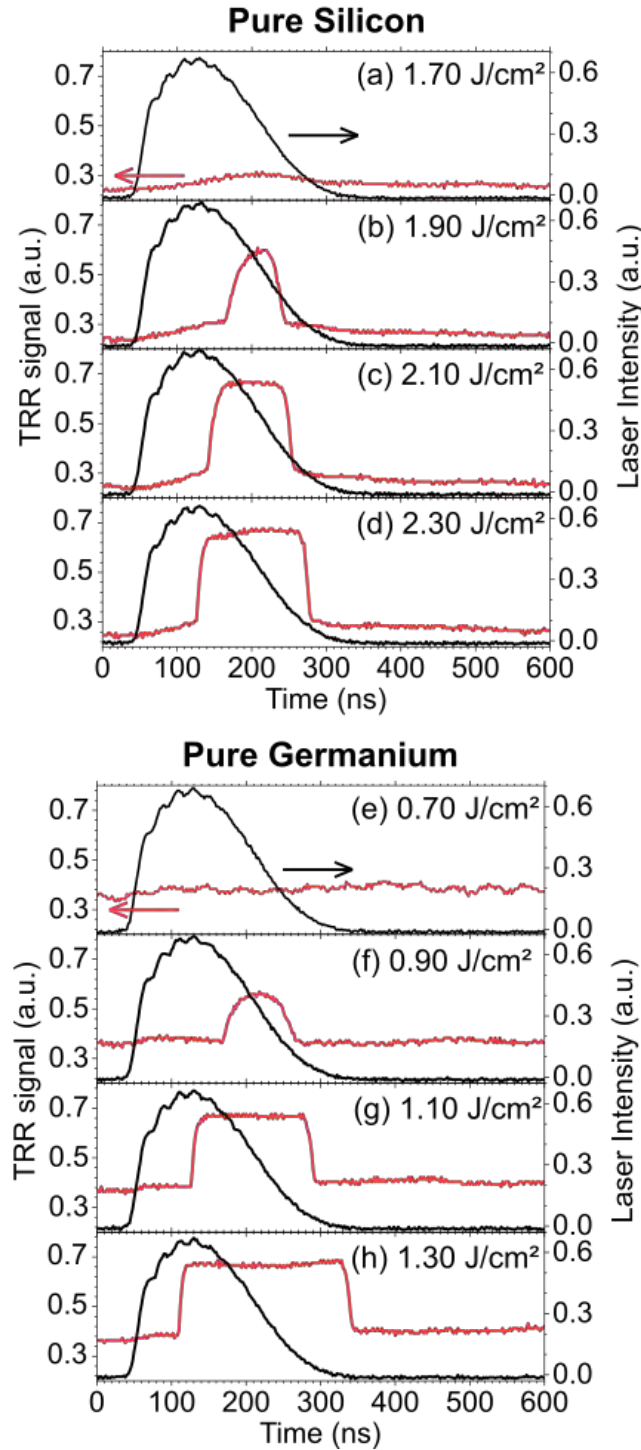 Pure Silicon
(a) 1.70 J/cm²
0.7
0.5
0.3
0.6
0.3
0.0
(b) 1.90 J/cm²
0.7
0.5
0.3
0.6
0.3
0.0
(c) 2.10 J/cm²
0.7
0.5
0.3
0.6
0.3
0.0
(d) 2.30 J/cm²
0.7
0.5
0.3
0.6
0.3
0.0
TRR signal (a.u.)
Laser Intensity (a.u.)
0 100 200 300 400 500 600
Time (ns)
Pure Germanium
(e) 0.70 J/cm²
0.7
0.5
0.3
0.6
0.3
0.0
(f) 0.90 J/cm²
0.7
0.5
0.3
0.6
0.3
0.0
(g) 1.10 J/cm²
0.7
0.5
0.3
0.6
0.3
0.0
(h) 1.30 J/cm²
0.7
0.5
0.3
0.6
0.3
0.0
TRR signal (a.u.)
Laser Intensity (a.u.)
0 100 200 300 400 500 600
Time (ns)